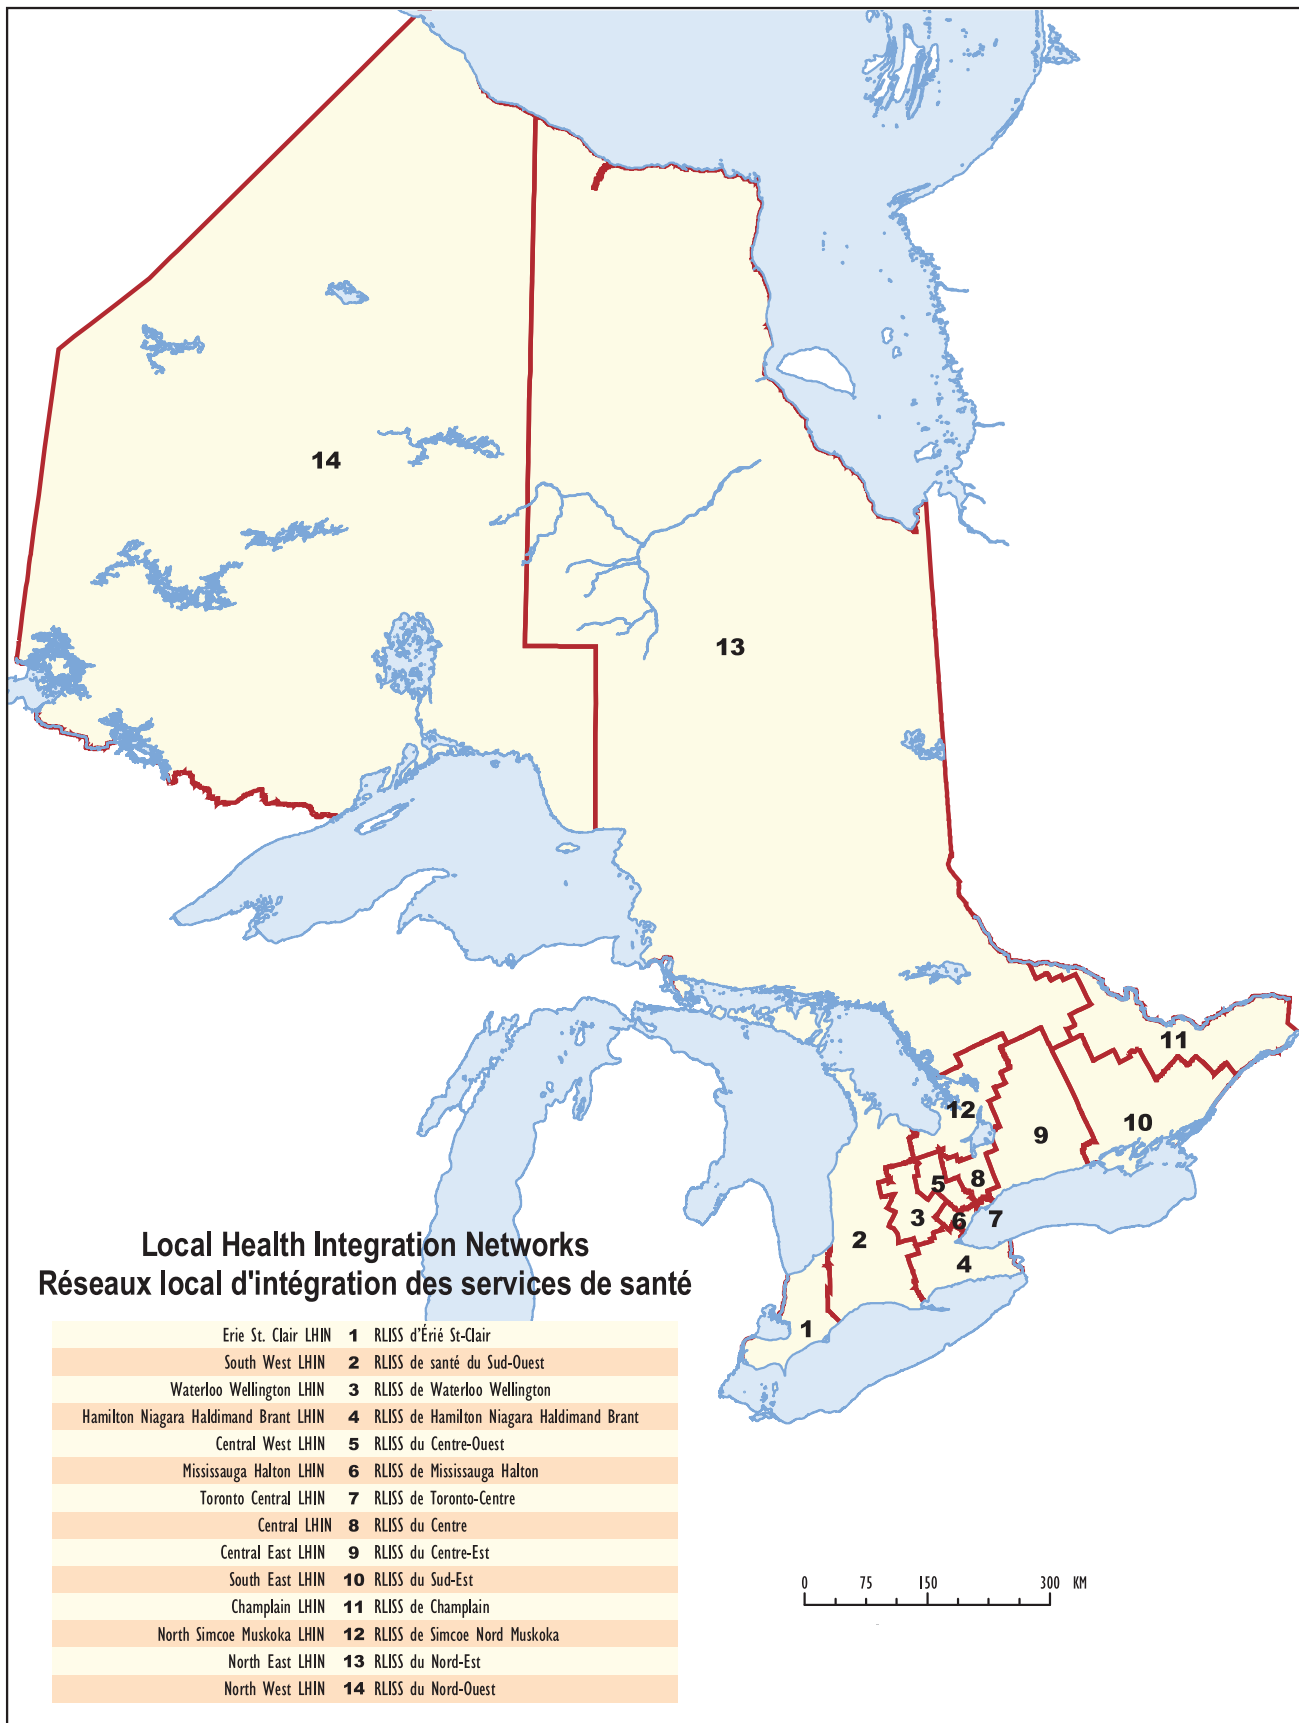 14
13
11
12
10
9
8
5
7
3
6
2
4
1
Local Health Integration Networks
Réseaux local d'intégration des services de santé
Erie St. Clair LHIN 1 RLISS d'Érié St-Clair
South West LHIN 2 RLISS de santé du Sud-Ouest
Waterloo Wellington LHIN 3 RLISS de Waterloo Wellington
Hamilton Niagara Haldimand Brant LHIN 4 RLISS de Hamilton Niagara Haldimand Brant
Central West LHIN 5 RLISS du Centre-Ouest
Mississauga Halton LHIN 6 RLISS de Mississauga Halton
Toronto Central LHIN 7 RLISS de Toronto-Centre
Central LHIN 8 RLISS du Centre
Central East LHIN 9 RLISS du Centre-Est
South East LHIN 10 RLISS du Sud-Est
Champlain LHIN 11 RLISS de Champlain
North Simcoe Muskoka LHIN 12 RLISS de Simcoe Nord Muskoka
North East LHIN 13 RLISS du Nord-Est
North West LHIN 14 RLISS du Nord-Ouest
0 75 150 300 KM